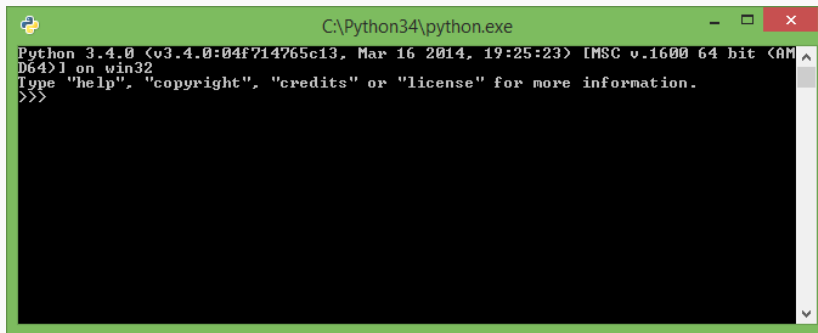 C:\Python34\python.exe
Python 3.4.0 (v3.4.0:04f714765c13, Mar 16 2014, 19:25:23) [MSC v.1600 64 bit (AM
D64)] on win32
Type "help", "copyright", "credits" or "license" for more information.
>>>